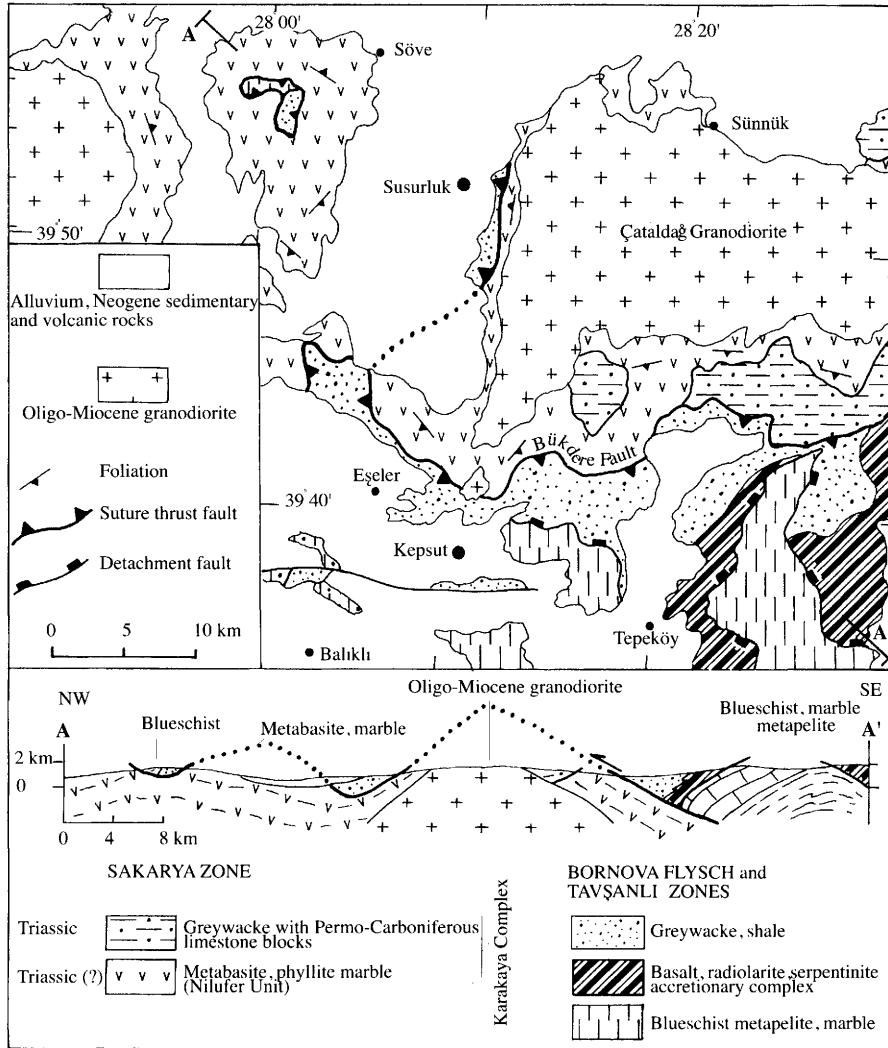 28°00'
28°20'
A
Söve
Sünnük
Susurluk
39°50'
Çataldağ Granodiorite
Alluvium, Neogene sedimentary
and volcanic rocks
Oligo-Miocene granodiorite
Foliation
Suture thrust fault
Detachment fault
0 5 10 km
Bükdere Fault
Eşeler
39°40'
Kepsut
Balıklı
Tepeköy
A
NW
SE
Oligo-Miocene granodiorite
Blueschist, marble
metapelite
A
A'
Blueschist
Metabasite, marble
2 km
0
0 4 8 km
SAKARYA ZONE
Triassic
Greywacke with Permo-Carboniferous
limestone blocks
Triassic (?)
Metabasite, phyllite marble
(Nilufer Unit)
Karakaya Complex
BORNOVA FLYSCH and
TAVŞANLI ZONES
Greywacke, shale
Basalt, radiolarite, serpentinite
accretionary complex
Blueschist metapelite, marble